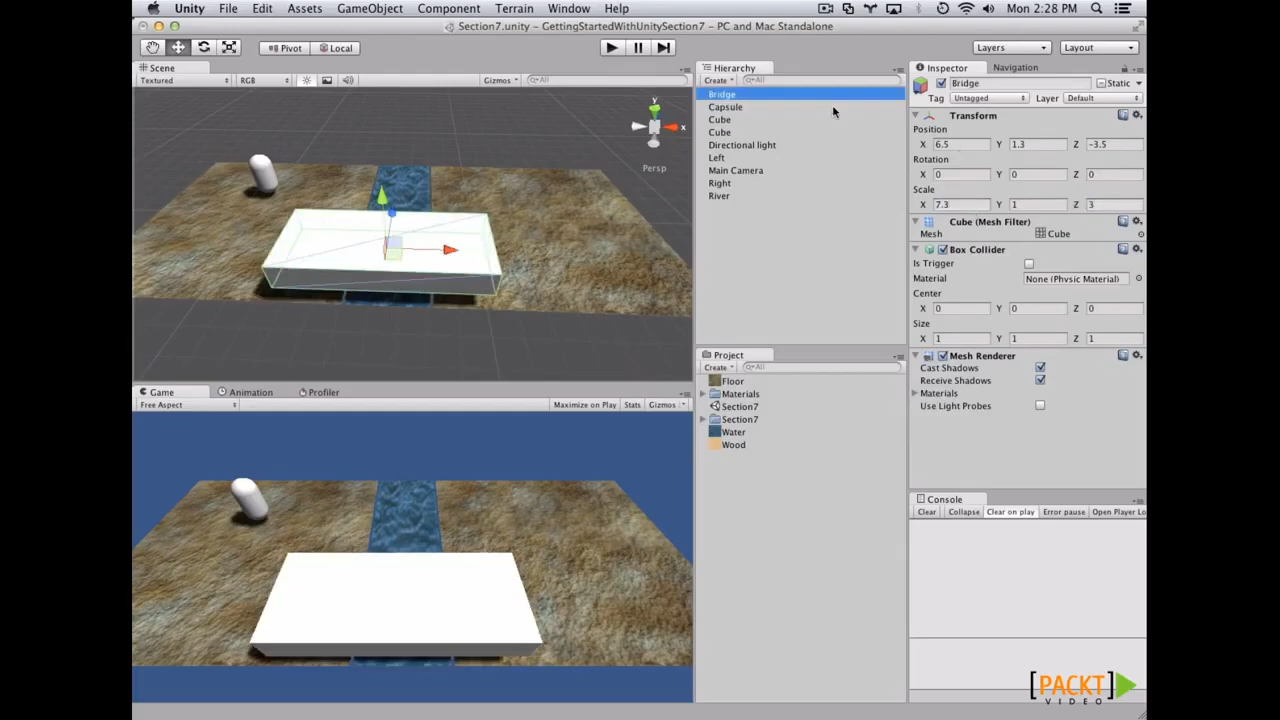 Unity File Edit Assets GameObject Component Terrain Window Help Mon 2:28 PM
Section7.unity - GettingStartedWithUnitySection7 - PC and Mac Standalone
Pivot Local Layers Layout
Scene
Textured RGB Gizmos All
y
x
Persp
Game Animation Profiler
Free Aspect Maximize on Play Stats Gizmos
Hierarchy
Create All
Bridge
Capsule
Cube
Cube
Directional light
Left
Main Camera
Right
River
Project
Create All
Floor
Materials
Section7
Section7
Water
Wood
Inspector Navigation
Bridge Static
Tag Untagged Layer Default
Transform
Position
X 6.5 Y 1.3 Z -3.5
Rotation
X 0 Y 0 Z 0
Scale
X 7.3 Y 1 Z 3
Cube (Mesh Filter)
Mesh Cube
Box Collider
Is Trigger
Material None (Physic Material)
Center
X 0 Y 0 Z 0
Size
X 1 Y 1 Z 1
Mesh Renderer
Cast Shadows
Receive Shadows
Materials
Use Light Probes
Console
Clear Collapse Clear on play Error pause Open Player Lo
[PACKT]
VIDEO